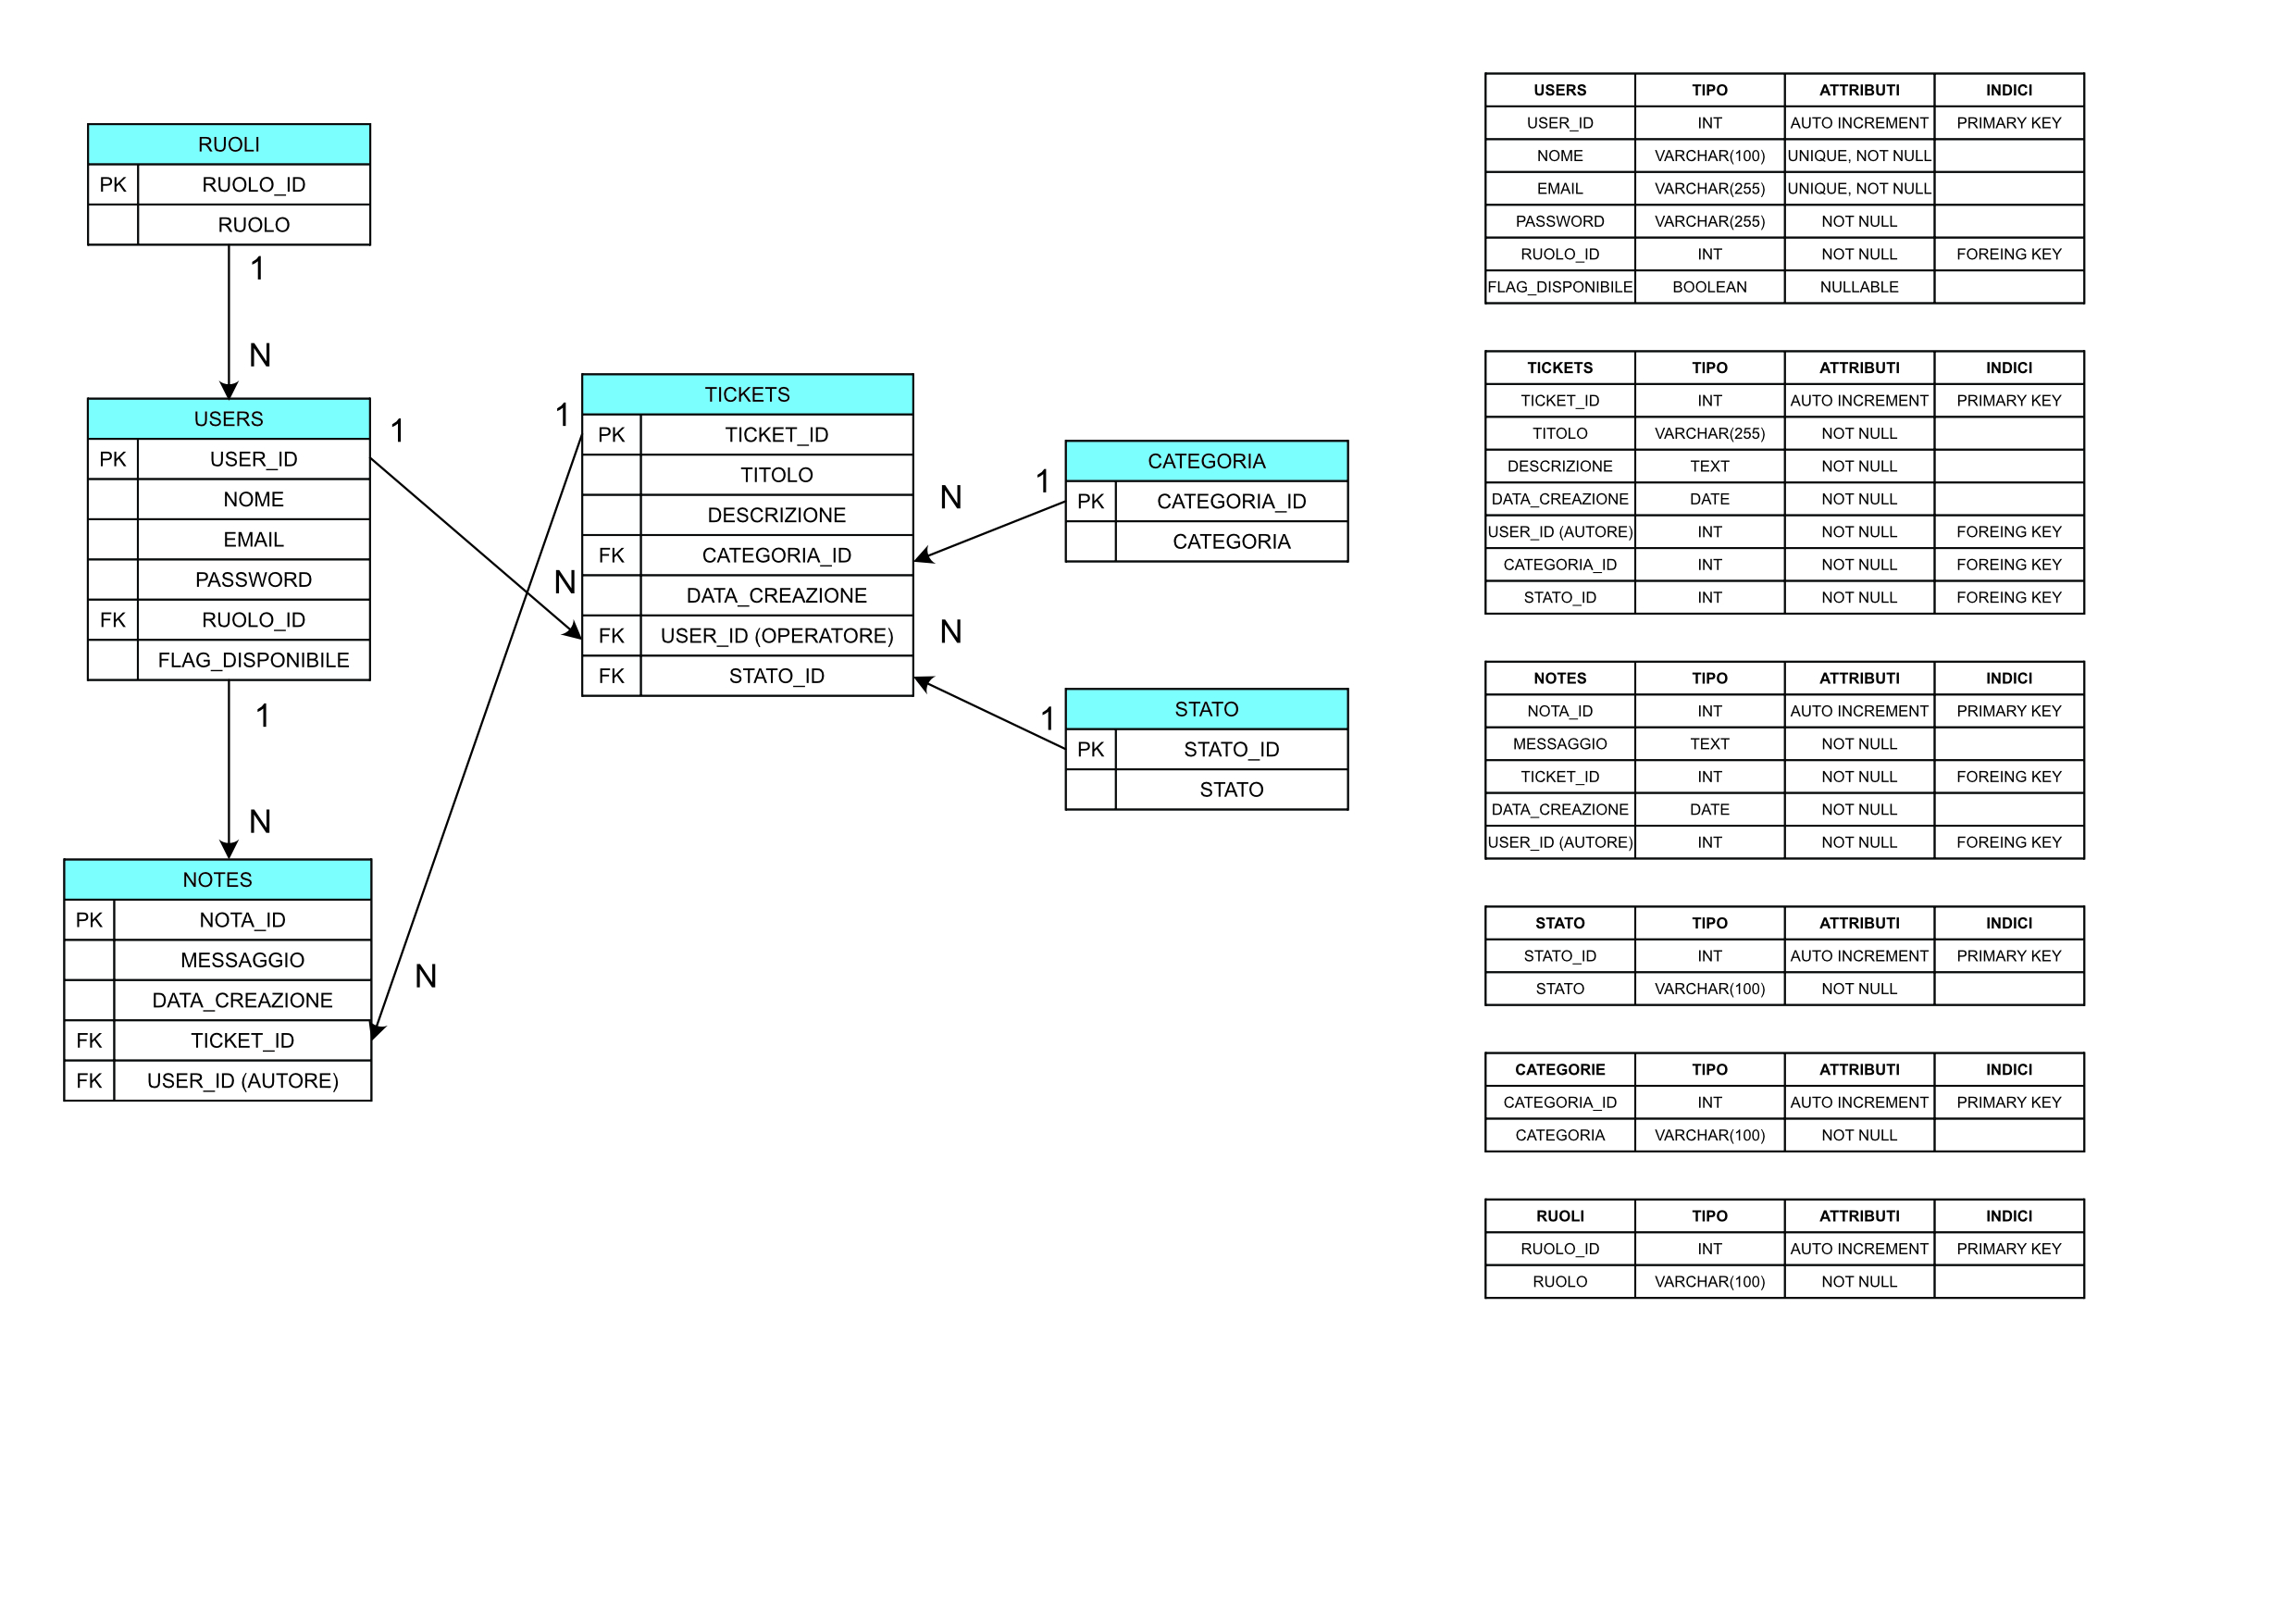 RUOLI
PK RUOLO_ID
RUOLO
1
N
USERS
PK USER_ID
NOME
EMAIL
PASSWORD
FK RUOLO_ID
FLAG_DISPONIBILE
1
N
1
N
NOTES
PK NOTA_ID
MESSAGGIO
DATA_CREAZIONE
FK TICKET_ID
FK USER_ID (AUTORE)
1
N
TICKETS
PK TICKET_ID
TITOLO
DESCRIZIONE
FK CATEGORIA_ID
DATA_CREAZIONE
FK USER_ID (OPERATORE)
FK STATO_ID
N
1
CATEGORIA
PK CATEGORIA_ID
CATEGORIA
N
1
STATO
PK STATO_ID
STATO
USERS TIPO ATTRIBUTI INDICI
USER_ID INT AUTO INCREMENT PRIMARY KEY
NOME VARCHAR(100) UNIQUE, NOT NULL
EMAIL VARCHAR(255) UNIQUE, NOT NULL
PASSWORD VARCHAR(255) NOT NULL
RUOLO_ID INT NOT NULL FOREING KEY
FLAG_DISPONIBILE BOOLEAN NULLABLE
TICKETS TIPO ATTRIBUTI INDICI
TICKET_ID INT AUTO INCREMENT PRIMARY KEY
TITOLO VARCHAR(255) NOT NULL
DESCRIZIONE TEXT NOT NULL
DATA_CREAZIONE DATE NOT NULL
USER_ID (AUTORE) INT NOT NULL FOREING KEY
CATEGORIA_ID INT NOT NULL FOREING KEY
STATO_ID INT NOT NULL FOREING KEY
NOTES TIPO ATTRIBUTI INDICI
NOTA_ID INT AUTO INCREMENT PRIMARY KEY
MESSAGGIO TEXT NOT NULL
TICKET_ID INT NOT NULL FOREING KEY
DATA_CREAZIONE DATE NOT NULL
USER_ID (AUTORE) INT NOT NULL FOREING KEY
STATO TIPO ATTRIBUTI INDICI
STATO_ID INT AUTO INCREMENT PRIMARY KEY
STATO VARCHAR(100) NOT NULL
CATEGORIE TIPO ATTRIBUTI INDICI
CATEGORIA_ID INT AUTO INCREMENT PRIMARY KEY
CATEGORIA VARCHAR(100) NOT NULL
RUOLI TIPO ATTRIBUTI INDICI
RUOLO_ID INT AUTO INCREMENT PRIMARY KEY
RUOLO VARCHAR(100) NOT NULL